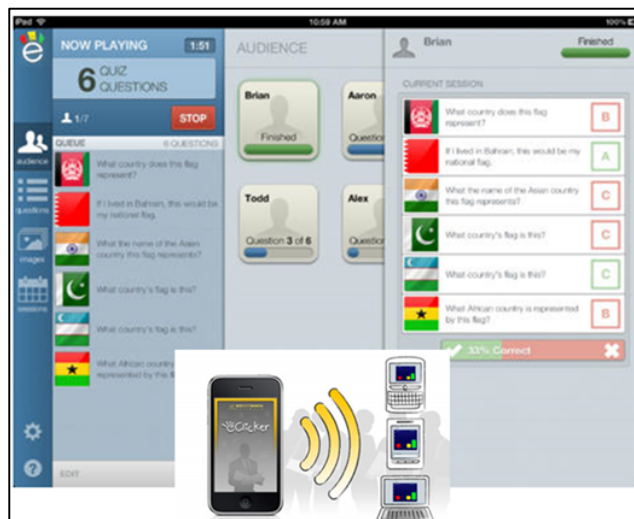 iPad
10:59 AM
100%
e
NOW PLAYING
1:51
6 QUIZ
QUESTIONS
1/7
STOP
QUEUE
6 QUESTIONS
What country does this flag
represent?
If I lived in Bahrain, this would be
my national flag.
What the name of the Asian
country this flag represents?
What country's flag is this?
What country's flag is this?
What African country
represented by this
EDIT
audience
questions
images
sessions
?
AUDIENCE
Brian
Finished
Aaron
Question
Todd
Question 3 of 6
Alex
Question
Brian
Finished
CURRENT SESSION
What country does this flag
represent?
B
If I lived in Bahrain, this would be my
national flag.
A
What the name of the Asian country
this flag represents?
C
What country's flag is this?
C
What country's flag is this?
C
What African country is represented
by this flag?
B
33% Correct
eClicker